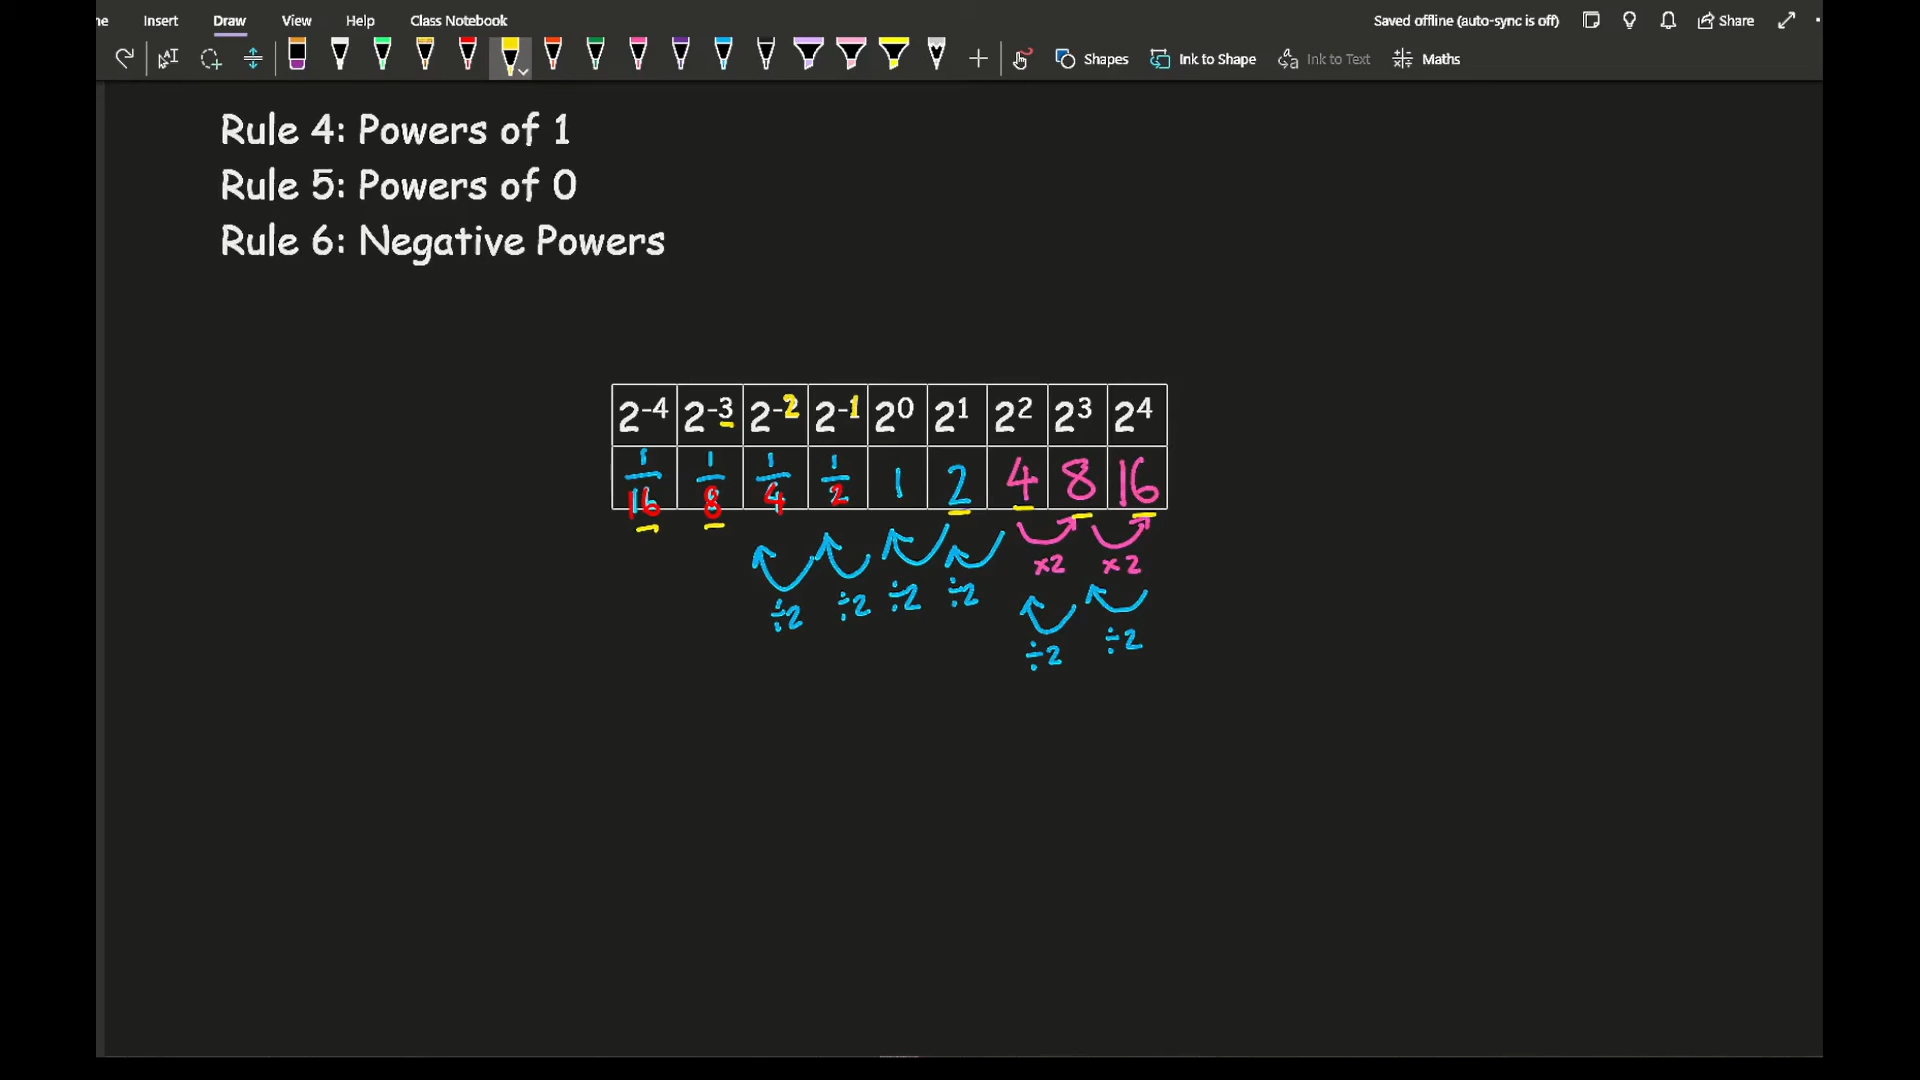 ne Insert Draw View Help Class Notebook Saved offline (auto-sync is off) Share
Shapes Ink to Shape Ink to Text Maths
Rule 4: Powers of 1
Rule 5: Powers of 0
Rule 6: Negative Powers
2⁻⁴ 2⁻³ 2⁻² 2⁻¹ 2⁰ 2¹ 2² 2³ 2⁴
1/16 1/8 1/4 1/2 1 2 4 8 16
×2 ×2
÷2 ÷2 ÷2 ÷2
÷2 ÷2